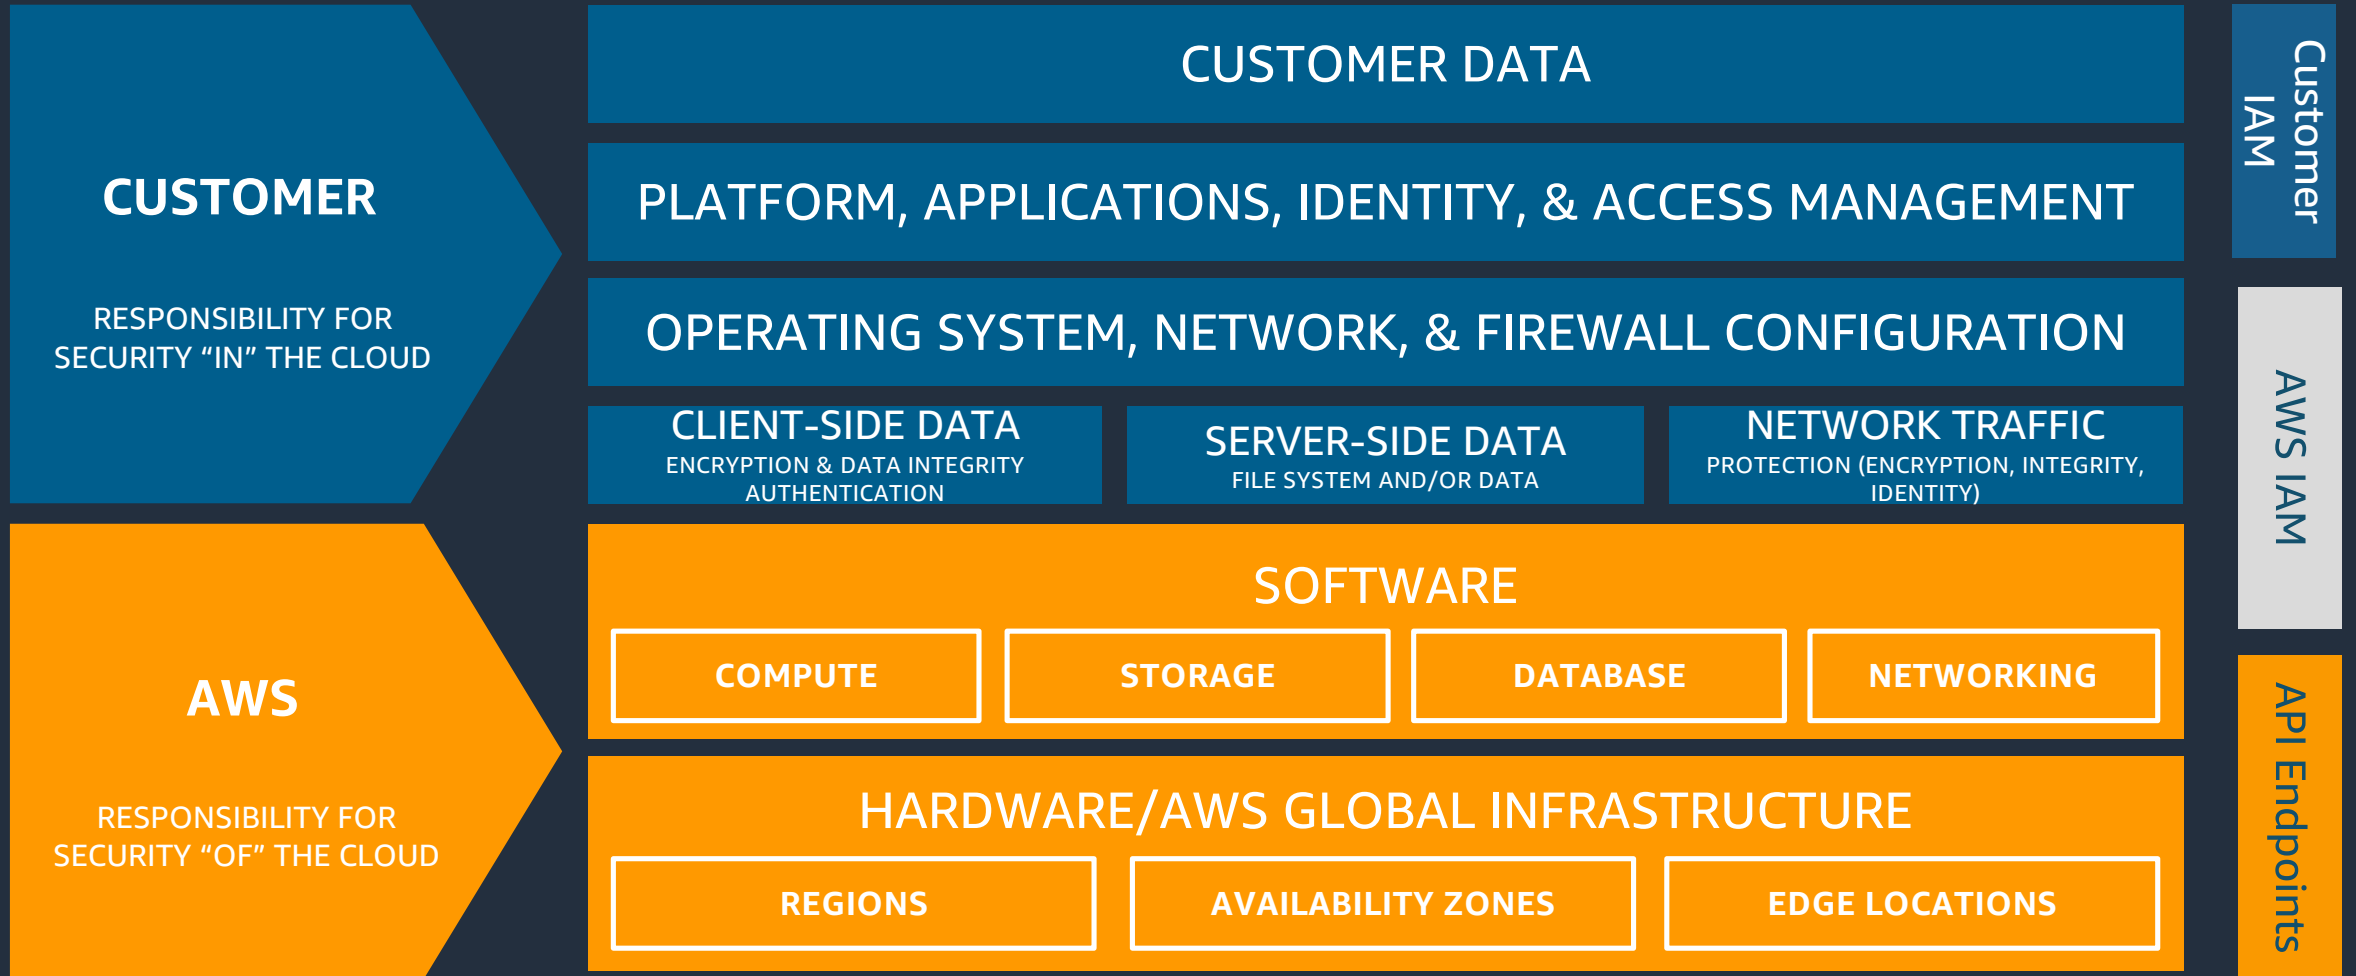 CUSTOMER
RESPONSIBILITY FOR
SECURITY “IN” THE CLOUD
CUSTOMER DATA
PLATFORM, APPLICATIONS, IDENTITY, & ACCESS MANAGEMENT
OPERATING SYSTEM, NETWORK, & FIREWALL CONFIGURATION
CLIENT-SIDE DATA
ENCRYPTION & DATA INTEGRITY
AUTHENTICATION
SERVER-SIDE DATA
FILE SYSTEM AND/OR DATA
NETWORK TRAFFIC
PROTECTION (ENCRYPTION, INTEGRITY,
IDENTITY)
AWS
RESPONSIBILITY FOR
SECURITY “OF” THE CLOUD
SOFTWARE
COMPUTE
STORAGE
DATABASE
NETWORKING
HARDWARE/AWS GLOBAL INFRASTRUCTURE
REGIONS
AVAILABILITY ZONES
EDGE LOCATIONS
Customer
IAM
AWS IAM
API Endpoints